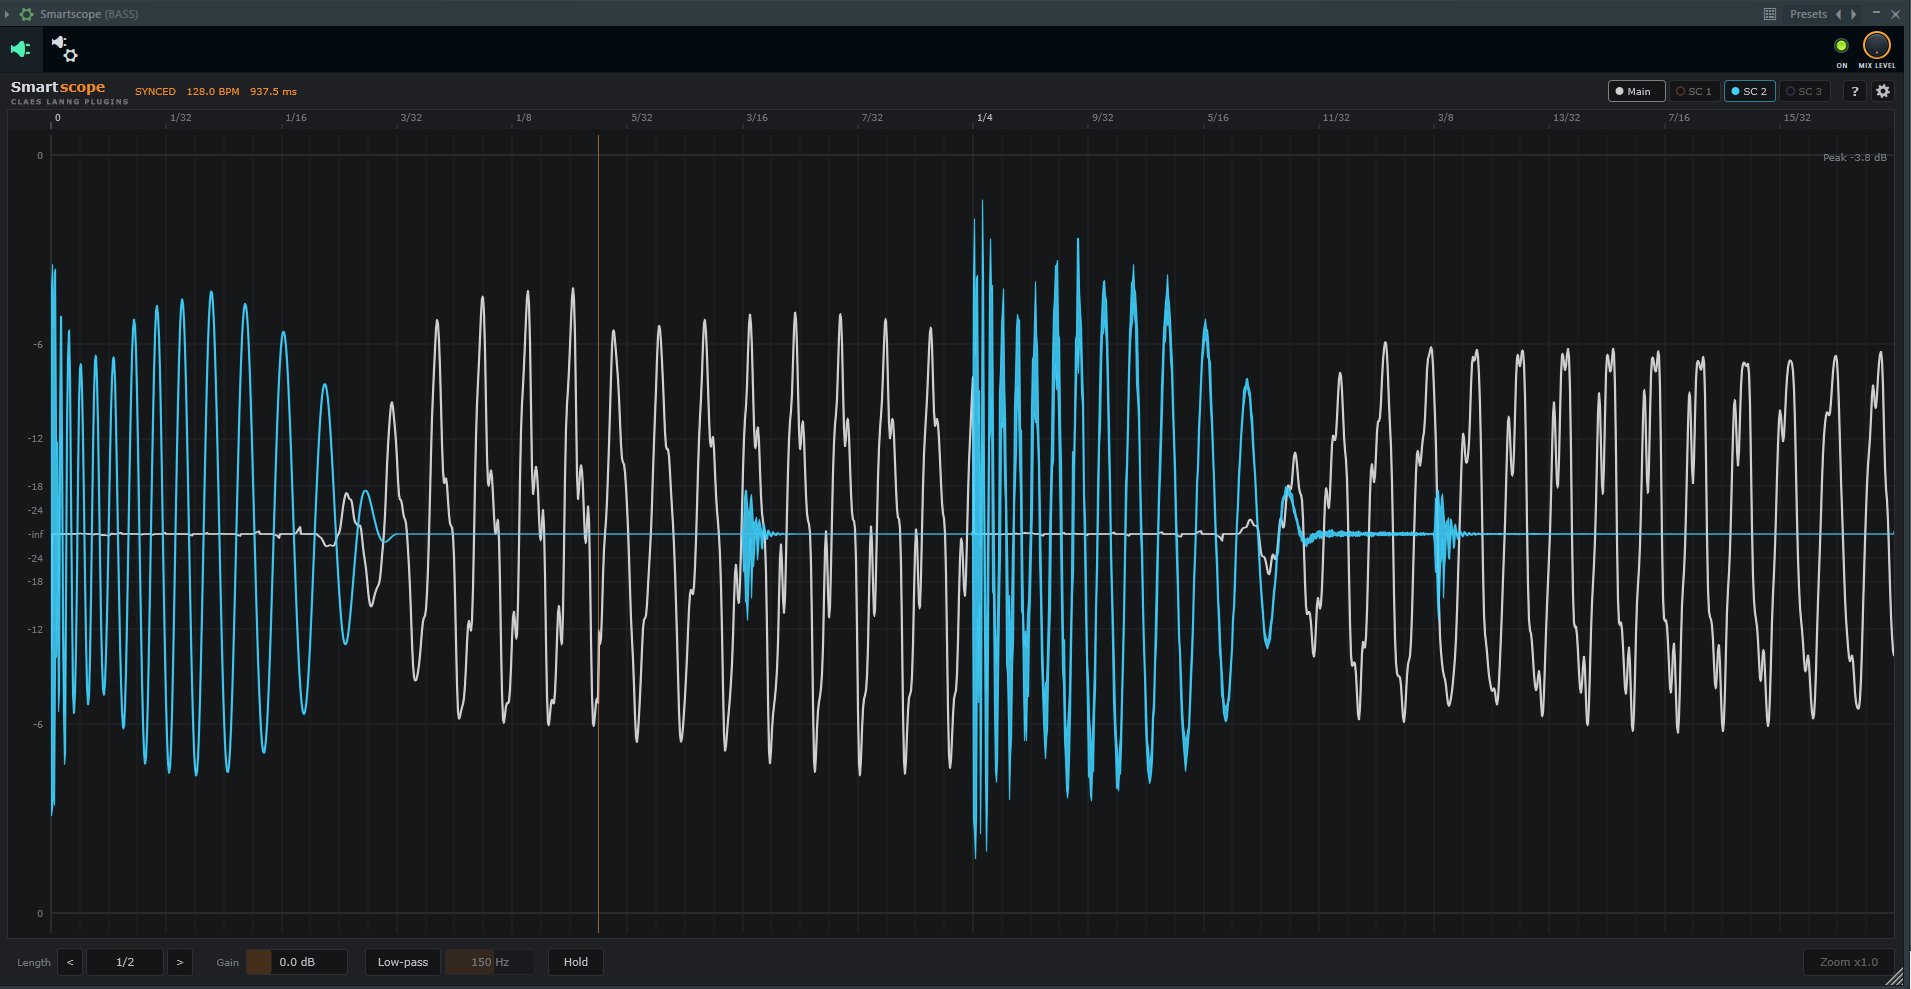 Smartscope (BASS) Presets
ON MIX LEVEL
Smartscope SYNCED 128.0 BPM 937.5 ms Main SC 1 SC 2 SC 3 ?
CLAES LANNG PLUGINS
0 1/32 1/16 3/32 1/8 5/32 3/16 7/32 1/4 9/32 5/16 11/32 3/8 13/32 7/16 15/32
0 Peak -3.8 dB
-6
-12
-18
-24
-inf
-24
-18
-12
-6
0
Length < 1/2 > Gain 0.0 dB Low-pass 150 Hz Hold Zoom x1.0